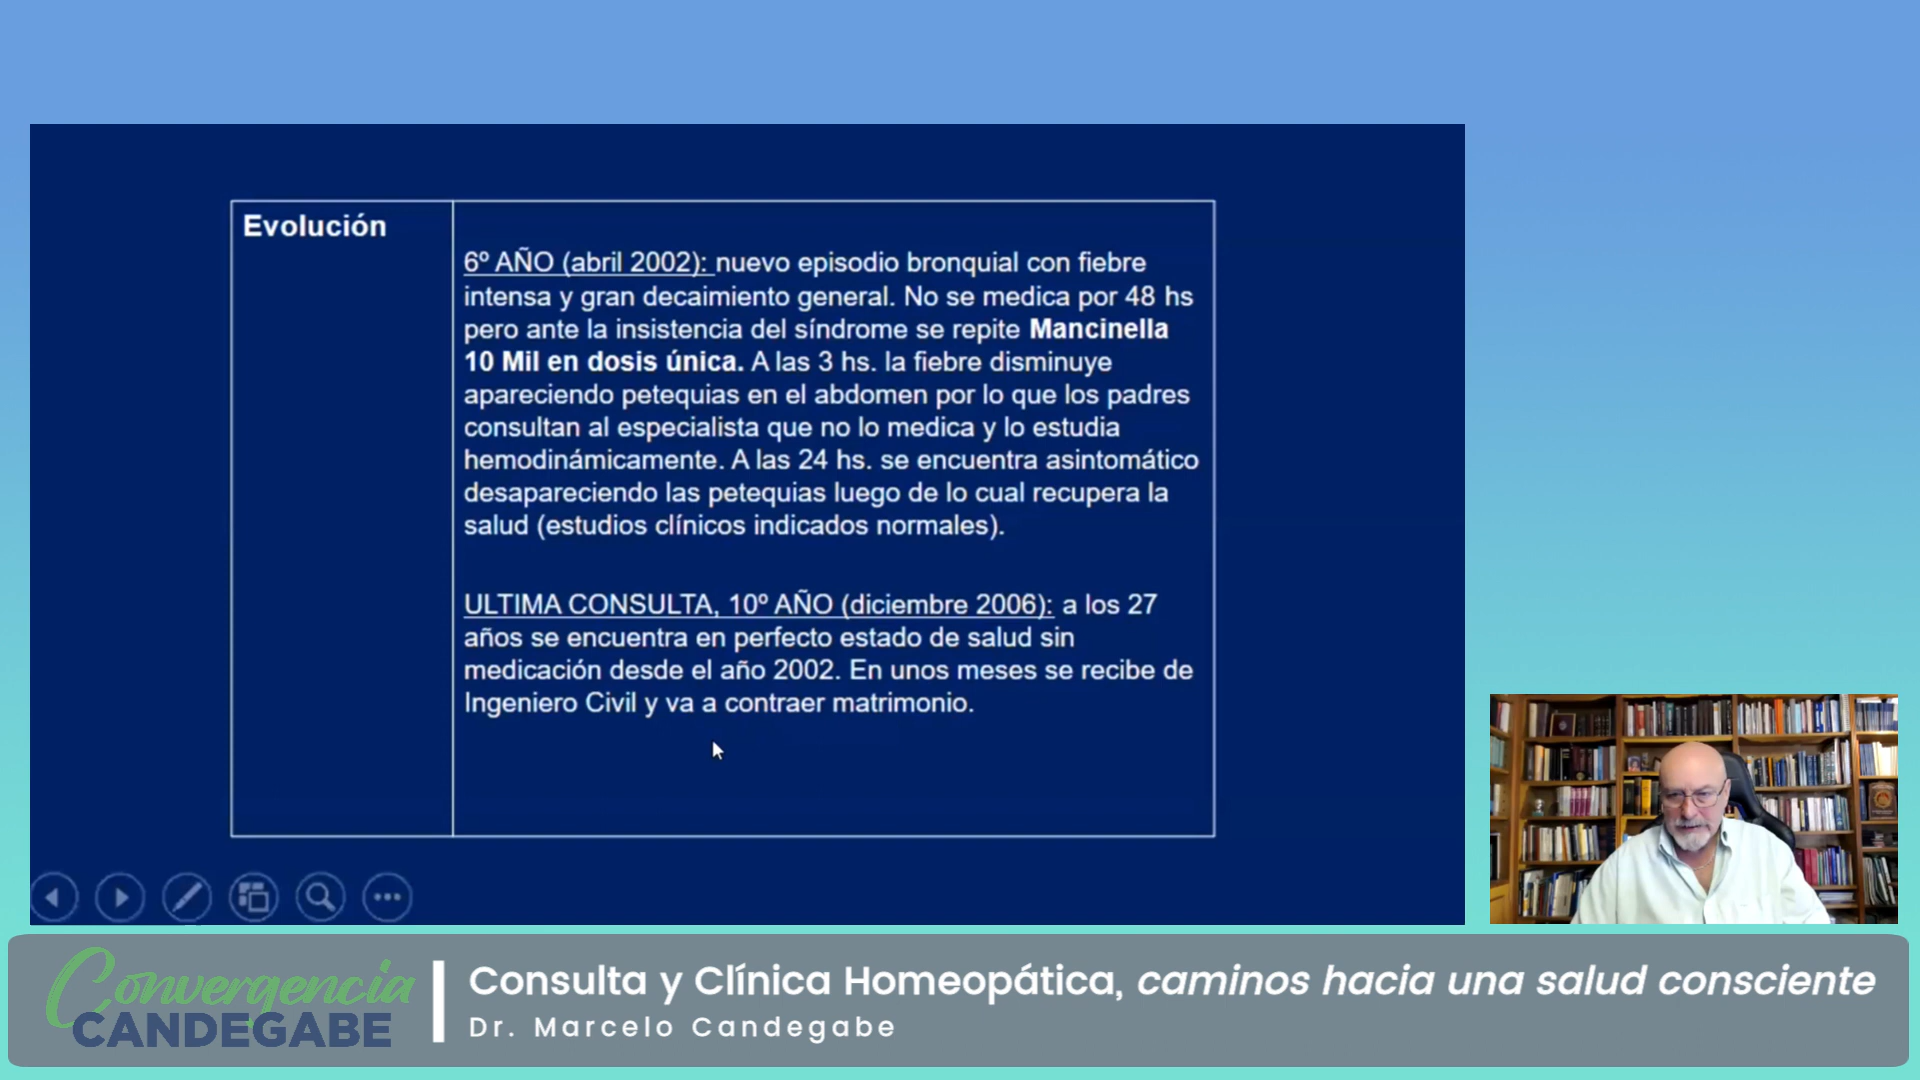 Evolución
6º AÑO (abril 2002): nuevo episodio bronquial con fiebre
intensa y gran decaimiento general. No se medica por 48 hs
pero ante la insistencia del síndrome se repite Mancinella
10 Mil en dosis única. A las 3 hs. la fiebre disminuye
apareciendo petequias en el abdomen por lo que los padres
consultan al especialista que no lo medica y lo estudia
hemodinámicamente. A las 24 hs. se encuentra asintomático
desapareciendo las petequias luego de lo cual recupera la
salud (estudios clínicos indicados normales).
ULTIMA CONSULTA, 10º AÑO (diciembre 2006): a los 27
años se encuentra en perfecto estado de salud sin
medicación desde el año 2002. En unos meses se recibe de
Ingeniero Civil y va a contraer matrimonio.
Convergencia
CANDEGABE
Consulta y Clínica Homeopática, caminos hacia una salud consciente
Dr. Marcelo Candegabe